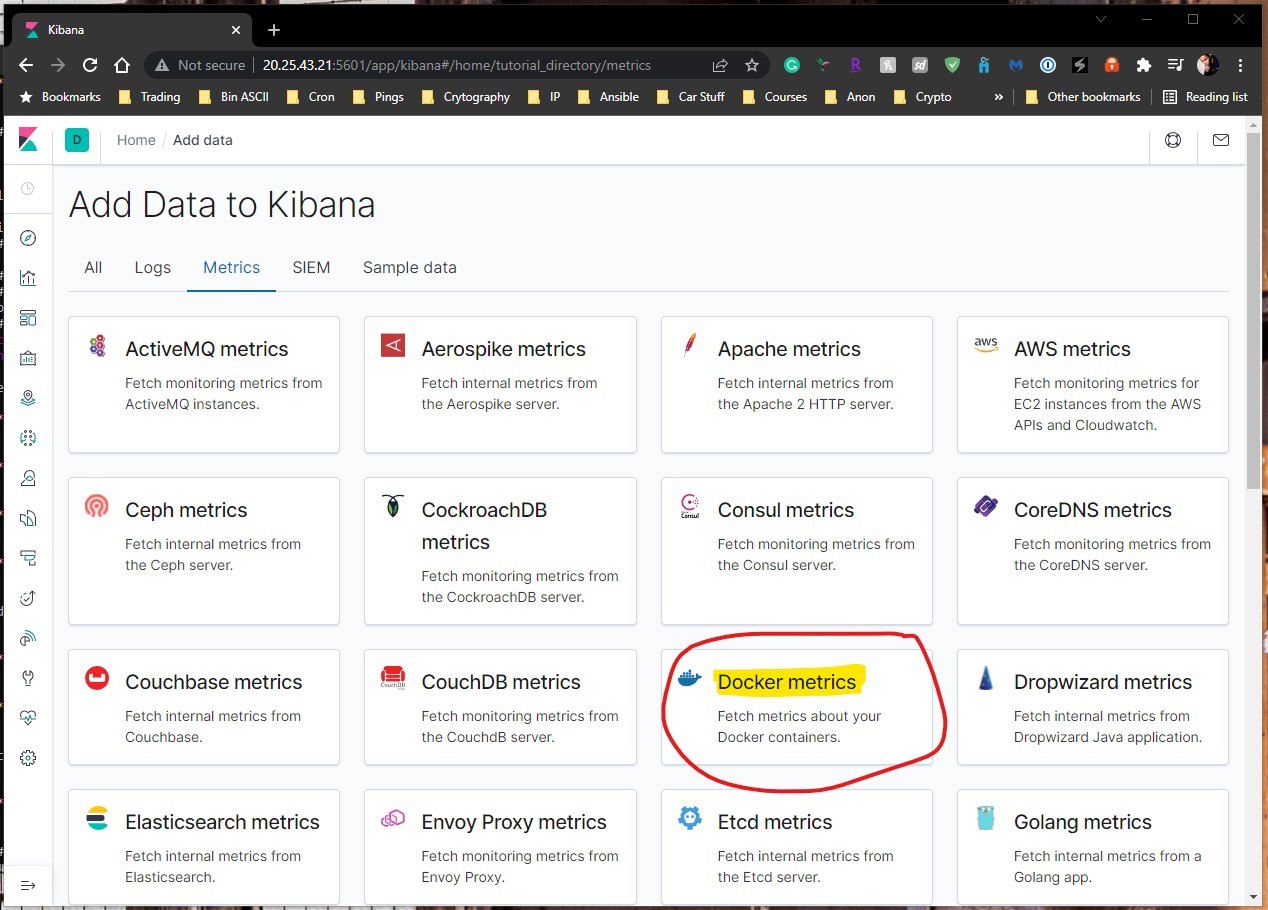 Kibana
Not secure 20.25.43.21:5601/app/kibana#/home/tutorial_directory/metrics
Bookmarks Trading Bin ASCII Cron Pings Crytography IP Ansible Car Stuff Courses Anon Crypto » Other bookmarks Reading list
D Home / Add data
Add Data to Kibana
All Logs Metrics SIEM Sample data
ActiveMQ metrics
Fetch monitoring metrics from
ActiveMQ instances.
Aerospike metrics
Fetch internal metrics from
the Aerospike server.
Apache metrics
Fetch internal metrics from
the Apache 2 HTTP server.
aws
AWS metrics
Fetch monitoring metrics for
EC2 instances from the AWS
APIs and Cloudwatch.
Ceph metrics
Fetch internal metrics from
the Ceph server.
CockroachDB
metrics
Fetch monitoring metrics from
the CockroachDB server.
Consul
Consul metrics
Fetch monitoring metrics from
the Consul server.
CoreDNS metrics
Fetch monitoring metrics from
the CoreDNS server.
Couchbase metrics
Fetch internal metrics from
Couchbase.
CouchDB
CouchDB metrics
Fetch monitoring metrics from
the CouchdB server.
Docker metrics
Fetch metrics about your
Docker containers.
Dropwizard metrics
Fetch internal metrics from
Dropwizard Java application.
Elasticsearch metrics
Fetch internal metrics from
Elasticsearch.
Envoy Proxy metrics
Fetch monitoring metrics from
Envoy Proxy.
Etcd metrics
Fetch internal metrics from
the Etcd server.
Golang metrics
Fetch internal metrics from a
Golang app.